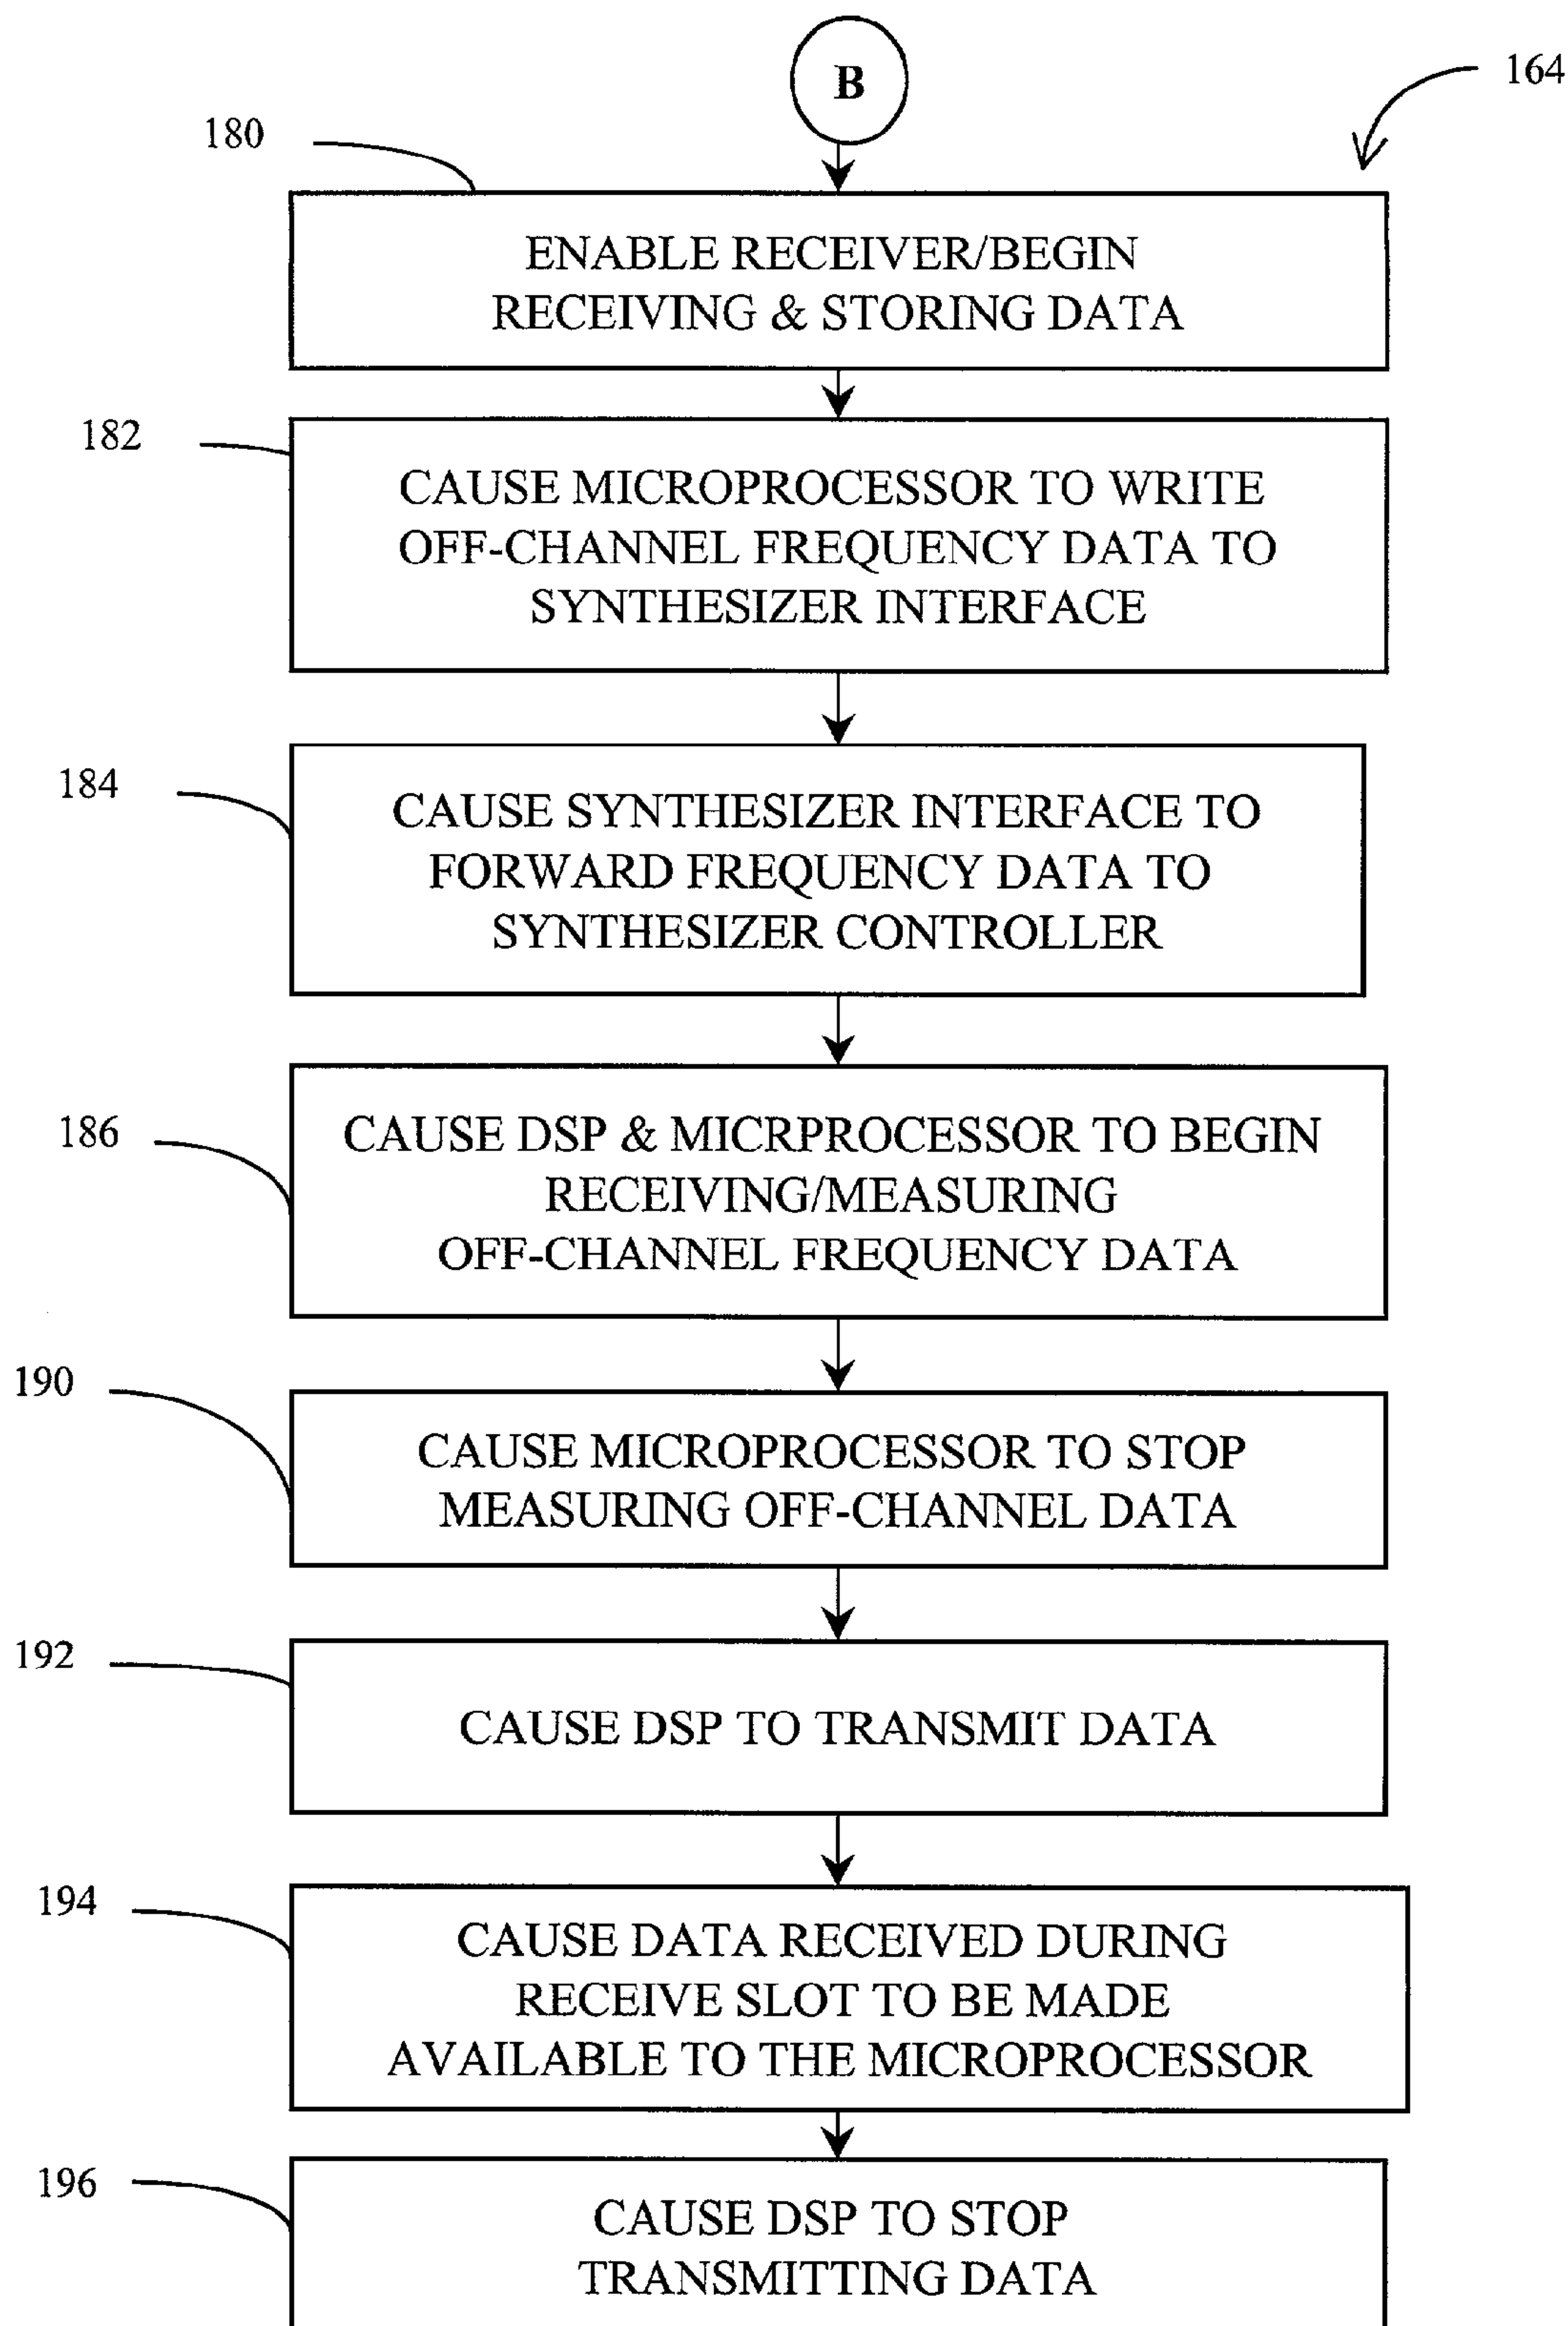 B
164
180
ENABLE RECEIVER/BEGIN
RECEIVING & STORING DATA
182
CAUSE MICROPROCESSOR TO WRITE
OFF-CHANNEL FREQUENCY DATA TO
SYNTHESIZER INTERFACE
184
CAUSE SYNTHESIZER INTERFACE TO
FORWARD FREQUENCY DATA TO
SYNTHESIZER CONTROLLER
186
CAUSE DSP & MICRPROCESSOR TO BEGIN
RECEIVING/MEASURING
OFF-CHANNEL FREQUENCY DATA
190
CAUSE MICROPROCESSOR TO STOP
MEASURING OFF-CHANNEL DATA
192
CAUSE DSP TO TRANSMIT DATA
194
CAUSE DATA RECEIVED DURING
RECEIVE SLOT TO BE MADE
AVAILABLE TO THE MICROPROCESSOR
196
CAUSE DSP TO STOP
TRANSMITTING DATA